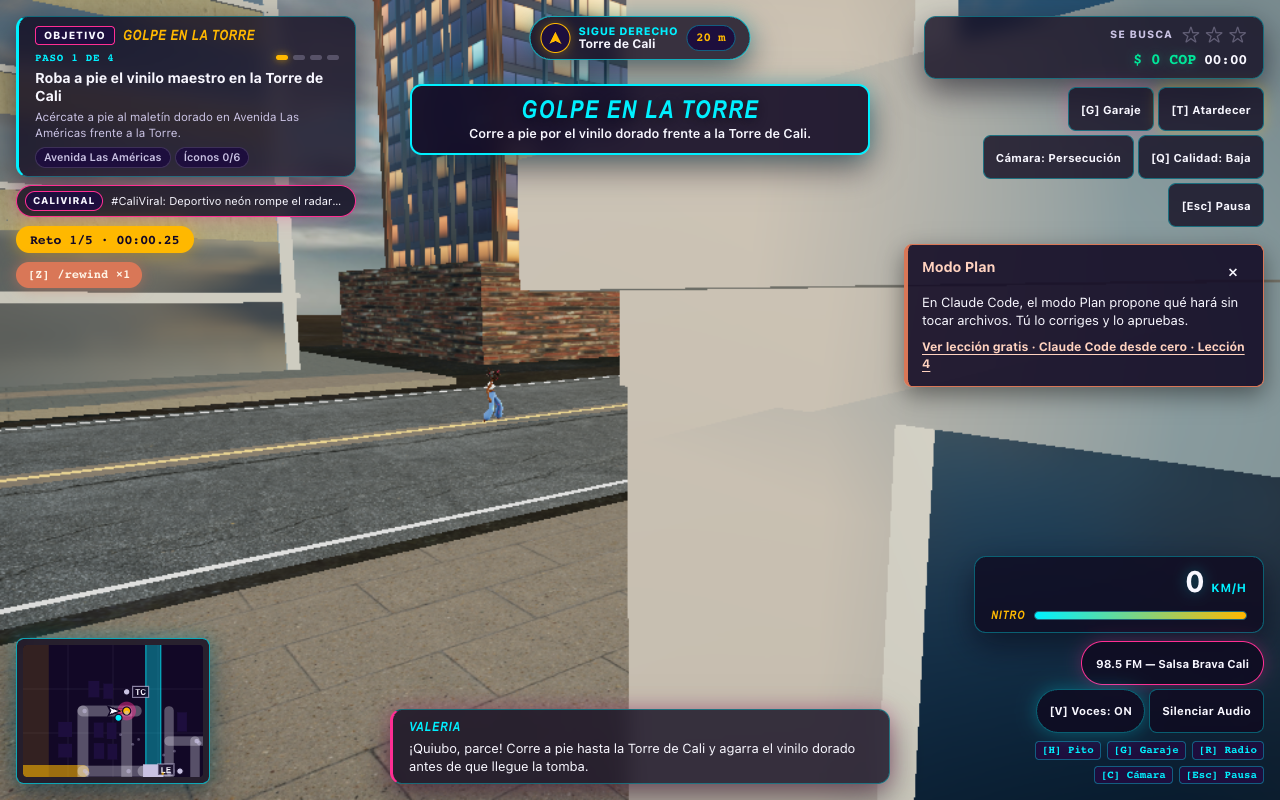 OBJETIVO GOLPE EN LA TORRE
PASO 1 DE 4
Roba a pie el vinilo maestro en la Torre de
Cali
Acércate a pie al maletín dorado en Avenida Las
Américas frente a la Torre.
Avenida Las Américas Íconos 0/6
CALIVIRAL #CaliViral: Deportivo neón rompe el radar...
Reto 1/5 · 00:00.25
[Z] /rewind ×1
SIGUE DERECHO
Torre de Cali
20 m
GOLPE EN LA TORRE
Corre a pie por el vinilo dorado frente a la Torre de Cali.
SE BUSCA
$ 0 COP 00:00
[G] Garaje [T] Atardecer
Cámara: Persecución [Q] Calidad: Baja
[Esc] Pausa
Modo Plan ×
En Claude Code, el modo Plan propone qué hará sin
tocar archivos. Tú lo corriges y lo apruebas.
Ver lección gratis · Claude Code desde cero · Lección
4
0 KM/H
NITRO
98.5 FM — Salsa Brava Cali
[V] Voces: ON Silenciar Audio
[H] Pito [G] Garaje [R] Radio
[C] Cámara [Esc] Pausa
TC
LE
VALERIA
¡Quiubo, parce! Corre a pie hasta la Torre de Cali y agarra el vinilo dorado
antes de que llegue la tomba.